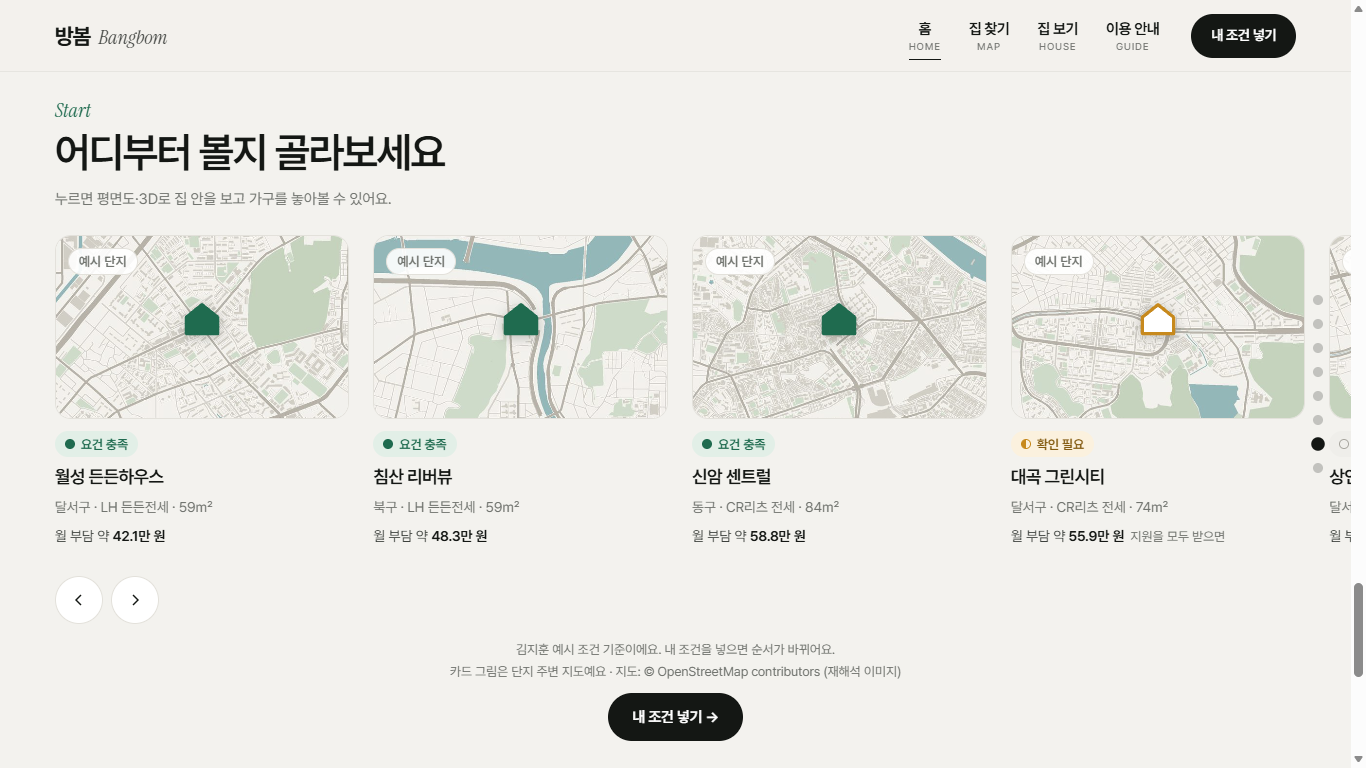 방봄 Bangbom
홈
HOME
집 찾기
MAP
집 보기
HOUSE
이용 안내
GUIDE
내 조건 넣기
Start
어디부터 볼지 골라보세요
누르면 평면도·3D로 집 안을 보고 가구를 놓아볼 수 있어요.
예시 단지
요건 충족
월성 든든하우스
달서구 · LH 든든전세 · 59m²
월 부담 약 42.1만 원
예시 단지
요건 충족
침산 리버뷰
북구 · LH 든든전세 · 59m²
월 부담 약 48.3만 원
예시 단지
요건 충족
신암 센트럴
동구 · CR리츠 전세 · 84m²
월 부담 약 58.8만 원
예시 단지
확인 필요
대곡 그린시티
달서구 · CR리츠 전세 · 74m²
월 부담 약 55.9만 원 지원을 모두 받으면
월 부
김지훈 예시 조건 기준이에요. 내 조건을 넣으면 순서가 바뀌어요.
카드 그림은 단지 주변 지도예요 · 지도: © OpenStreetMap contributors (재해석 이미지)
내 조건 넣기 →